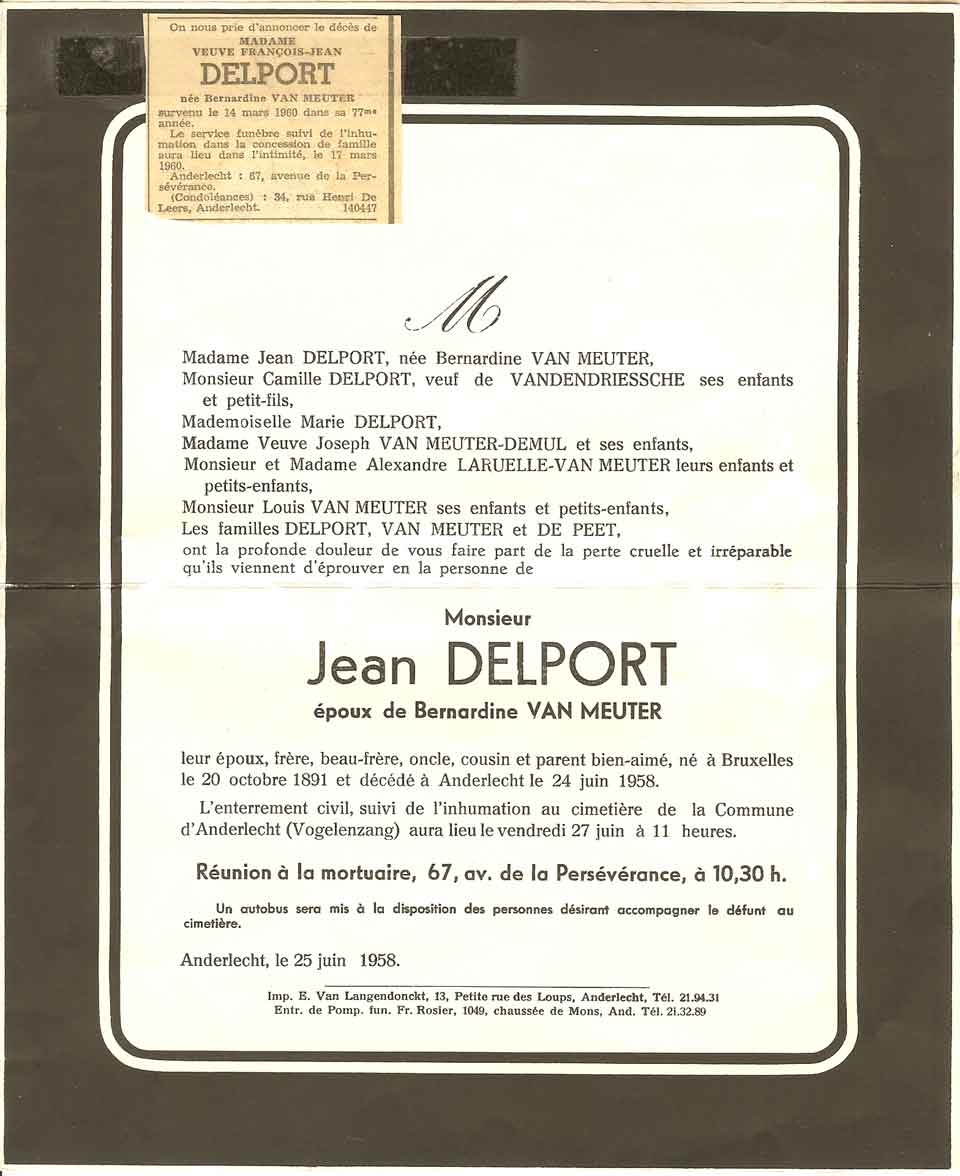 On nous prie d'annoncer le décès de
MADAME
VEUVE FRANÇOIS-JEAN
DELPORT
née Bernardine VAN MEUTER
survenu le 14 mars 1960 dans sa 77me
année.
Le service funèbre suivi de l'inhu-
mation dans la concession de famille
aura lieu dans l'intimité, le 17 mars
1960.
Anderlecht : 67, avenue de la Per-
sévérance.
(Condoléances) : 34, rue Henri De
Leers, Anderlecht. 140447
M
Madame Jean DELPORT, née Bernardine VAN MEUTER,
Monsieur Camille DELPORT, veuf de VANDENDRIESSCHE ses enfants
et petit-fils,
Mademoiselle Marie DELPORT,
Madame Veuve Joseph VAN MEUTER-DEMUL et ses enfants,
Monsieur et Madame Alexandre LARUELLE-VAN MEUTER leurs enfants et
petits-enfants,
Monsieur Louis VAN MEUTER ses enfants et petits-enfants,
Les familles DELPORT, VAN MEUTER et DE PEET,
ont la profonde douleur de vous faire part de la perte cruelle et irréparable
qu'ils viennent d'éprouver en la personne de
Monsieur
Jean DELPORT
époux de Bernardine VAN MEUTER
leur époux, frère, beau-frère, oncle, cousin et parent bien-aimé, né à Bruxelles
le 20 octobre 1891 et décédé à Anderlecht le 24 juin 1958.
L'enterrement civil, suivi de l'inhumation au cimetière de la Commune
d'Anderlecht (Vogelenzang) aura lieu le vendredi 27 juin à 11 heures.
Réunion à la mortuaire, 67, av. de la Persévérance, à 10,30 h.
Un autobus sera mis à la disposition des personnes désirant accompagner le défunt au
cimetière.
Anderlecht, le 25 juin 1958.
Imp. E. Van Langendonckt, 13, Petite rue des Loups, Anderlecht, Tél. 21.94.31
Entr. de Pomp. fun. Fr. Rosier, 1049, chaussée de Mons, And. Tél. 21.32.89